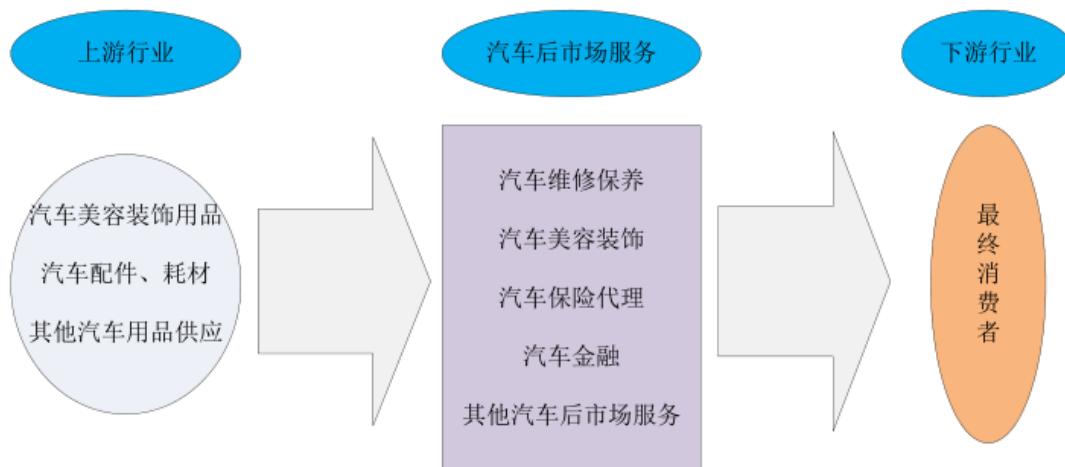 上游行业
汽车后市场服务
下游行业
汽车美容装饰用品
汽车配件、耗材
其他汽车用品供应
汽车维修保养
汽车美容装饰
汽车保险代理
汽车金融
其他汽车后市场服务
最
终
消
费
者